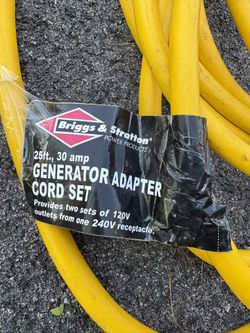 Briggs & Stratton
POWER PRODUCTS
25ft., 30 amp
GENERATOR ADAPTER
CORD SET
Provides two sets of 120V
outlets from one 240V receptacle